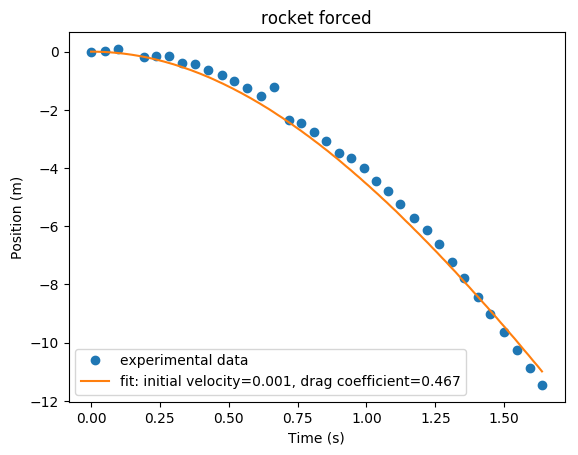 rocket forced
Position (m)
0
−2
−4
−6
−8
−10
−12
experimental data
fit: initial velocity=0.001, drag coefficient=0.467
0.00
0.25
0.50
0.75
1.00
1.25
1.50
Time (s)